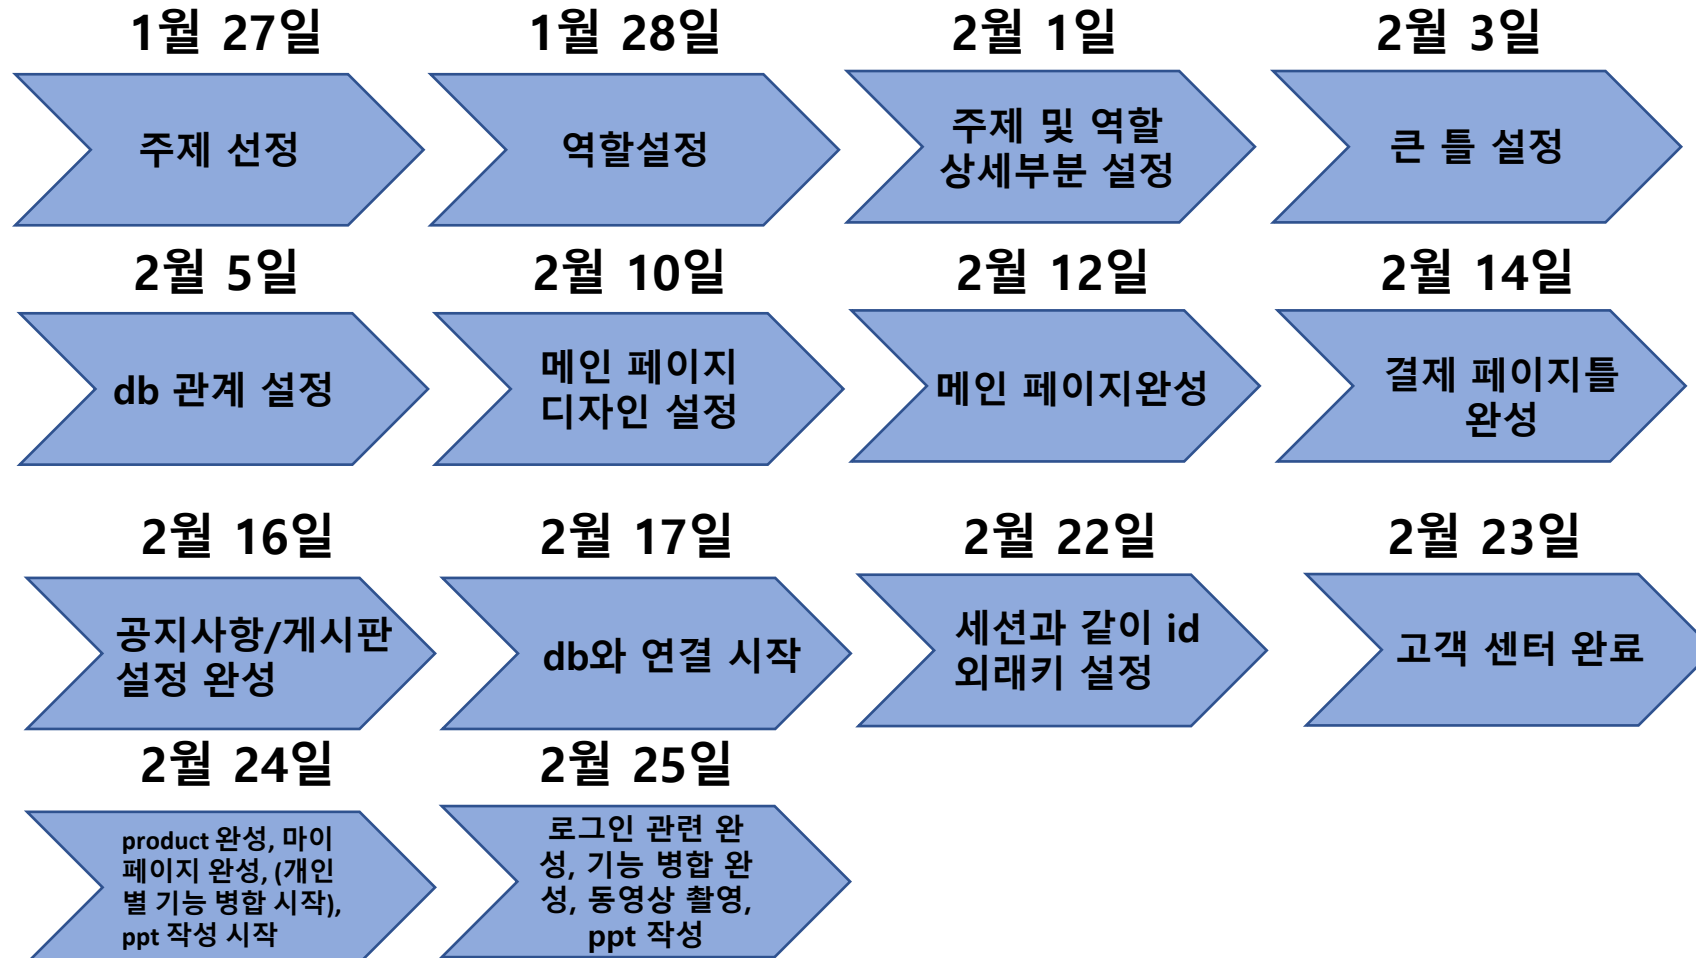 1월 27일
1월 28일
2월 1일
2월 3일
주제 선정
역할설정
주제 및 역할
상세부분 설정
큰 틀 설정
2월 5일
2월 10일
2월 12일
2월 14일
db 관계 설정
메인 페이지
디자인 설정
메인 페이지완성
결제 페이지틀
완성
2월 16일
2월 17일
2월 22일
2월 23일
공지사항/게시판
설정 완성
db와 연결 시작
세션과 같이 id
외래키 설정
고객 센터 완료
2월 24일
2월 25일
product 완성, 마이
페이지 완성, (개인
별 기능 병합 시작),
ppt 작성 시작
로그인 관련 완
성, 기능 병합 완
성, 동영상 촬영,
ppt 작성